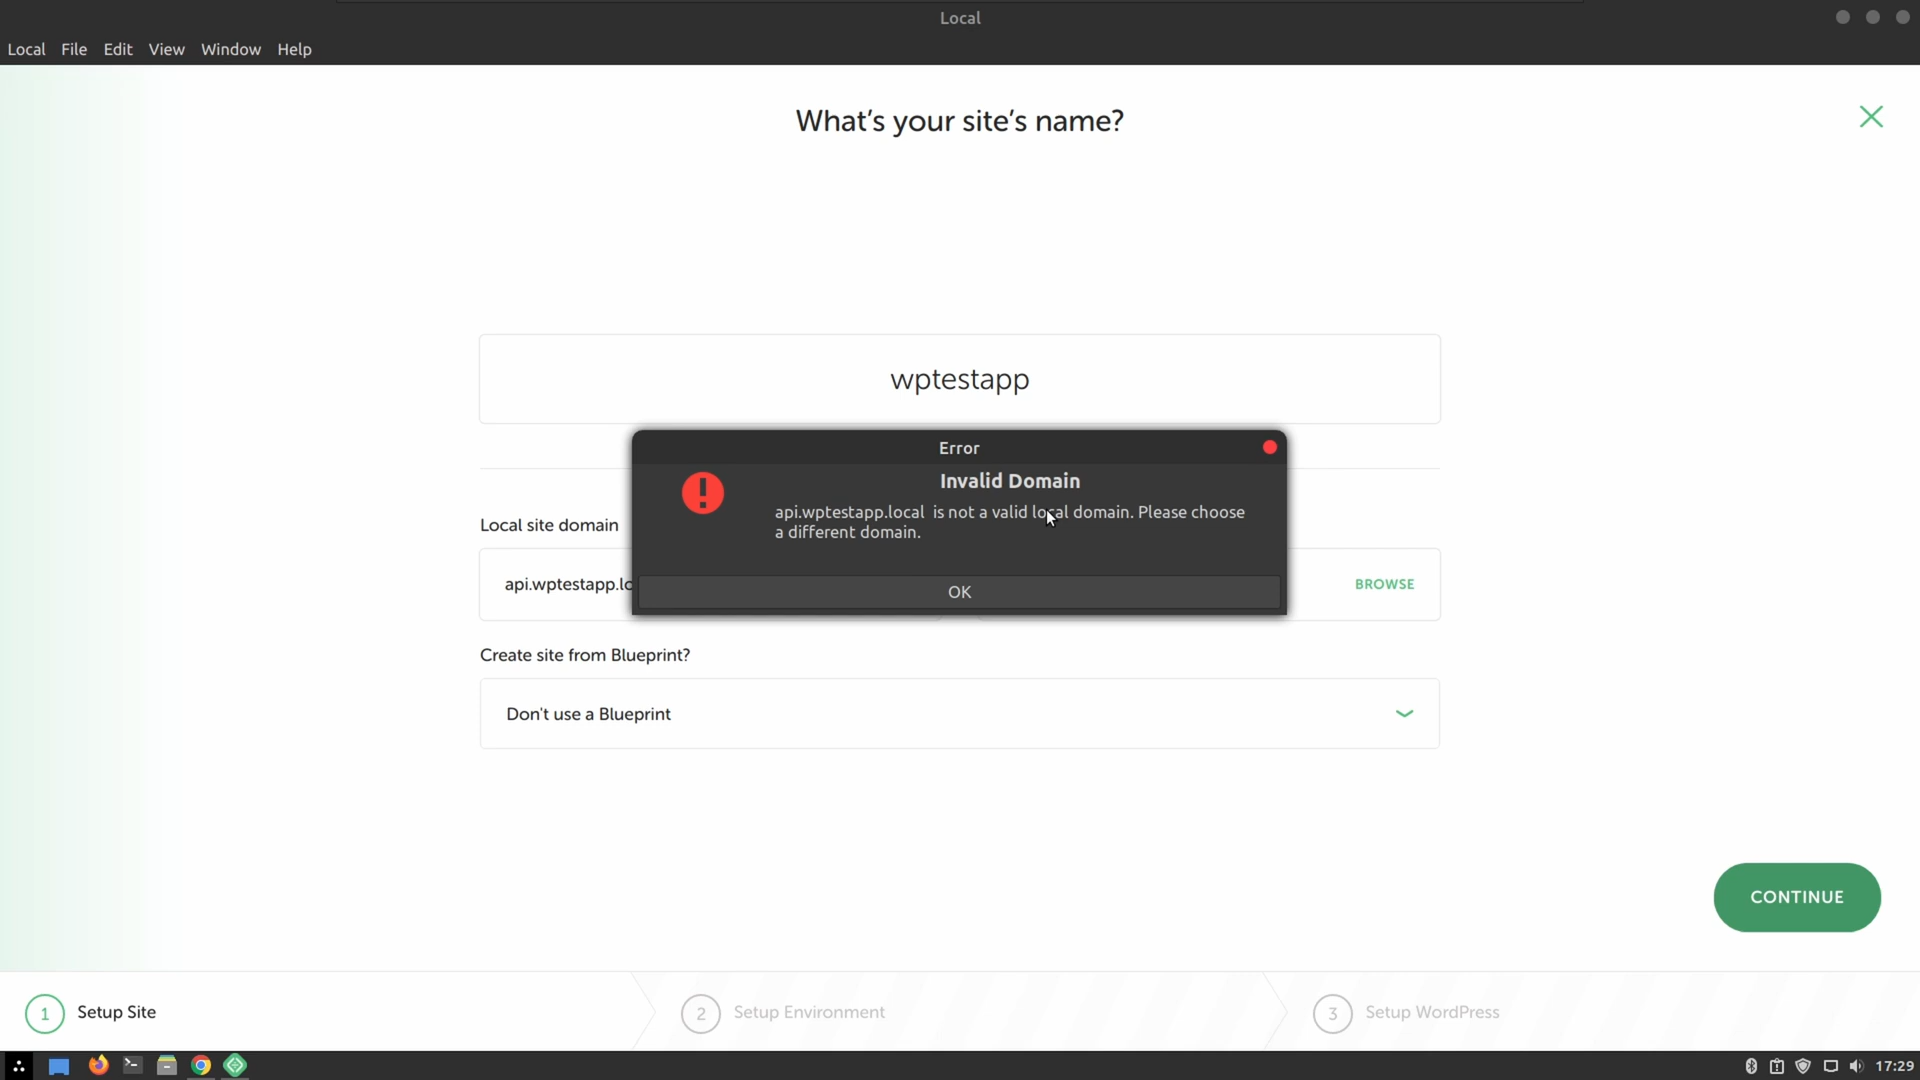 Local
Local File Edit View Window Help
What's your site's name?
wptestapp
Error
Invalid Domain
api.wptestapp.local  is not a valid local domain. Please choose
a different domain.
OK
Local site domain
api.wptestapp.lo
BROWSE
Create site from Blueprint?
Don't use a Blueprint
CONTINUE
1 Setup Site
2 Setup Environment
3 Setup WordPress
17:29